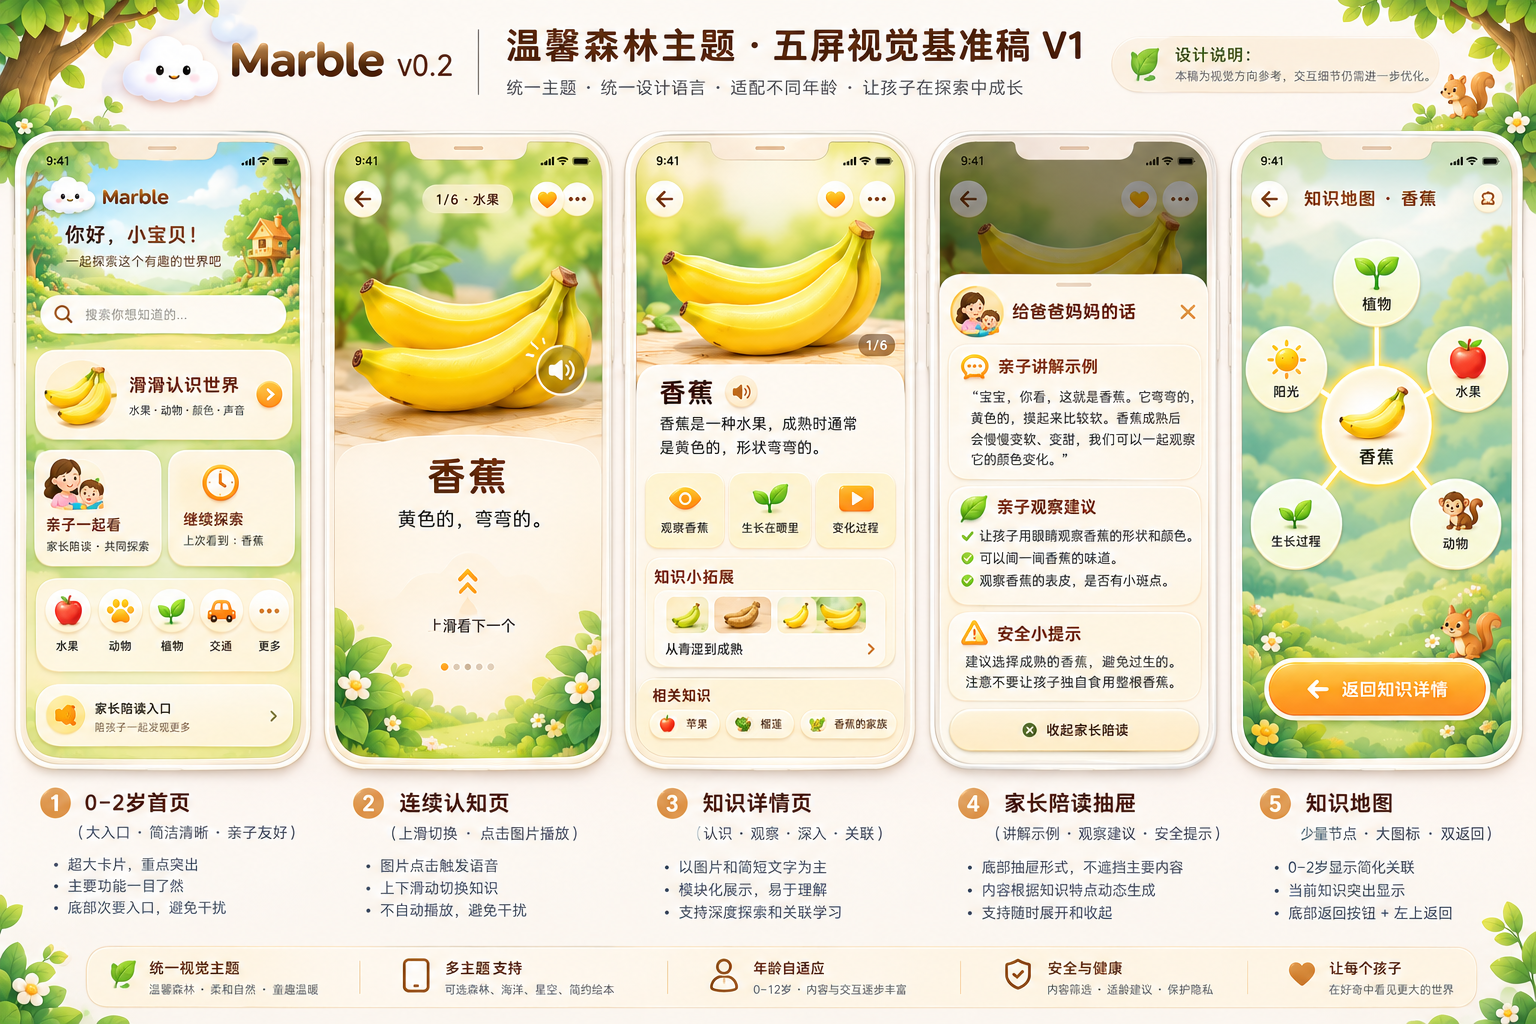 Marble v0.2
温馨森林主题 · 五屏视觉基准稿 V1
统一主题 · 统一设计语言 · 适配不同年龄 · 让孩子在探索中成长
设计说明：
本稿为视觉方向参考，交互细节仍需进一步优化。
9:41
Marble
你好，小宝贝！
一起探索这个有趣的世界吧
搜索你想知道的...
滑滑认识世界
水果 · 动物 · 颜色 · 声音
亲子一起看
家长陪读 · 共同探索
继续探索
上次看到：香蕉
水果
动物
植物
交通
更多
家长陪读入口
陪孩子一起发现更多
9:41
1/6 · 水果
香蕉
黄色的，弯弯的。
上滑看下一个
9:41
1/6
香蕉
香蕉是一种水果，成熟时通常
是黄色的，形状弯弯的。
观察香蕉
生长在哪里
变化过程
知识小拓展
从青涩到成熟
相关知识
苹果
榴莲
香蕉的家族
9:41
给爸爸妈妈的话
亲子讲解示例
“宝宝，你看，这就是香蕉。它弯弯的，
黄色的，摸起来比较软。香蕉成熟后
会慢慢变软、变甜，我们可以一起观察
它的颜色变化。”
亲子观察建议
让孩子用眼睛观察香蕉的形状和颜色。
可以闻一闻香蕉的味道。
观察香蕉的表皮，是否有小斑点。
安全小提示
建议选择成熟的香蕉，避免过生的。
注意不要让孩子独自食用整根香蕉。
收起家长陪读
9:41
知识地图 · 香蕉
植物
阳光
水果
香蕉
生长过程
动物
返回知识详情
1 0-2岁首页
（大入口 · 简洁清晰 · 亲子友好）
• 超大卡片，重点突出
• 主要功能一目了然
• 底部次要入口，避免干扰
2 连续认知页
（上滑切换 · 点击图片播放）
• 图片点击触发语音
• 上下滑动切换知识
• 不自动播放，避免干扰
3 知识详情页
（认识 · 观察 · 深入 · 关联）
• 以图片和简短文字为主
• 模块化展示，易于理解
• 支持深度探索和关联学习
4 家长陪读抽屉
（讲解示例 · 观察建议 · 安全提示）
• 底部抽屉形式，不遮挡主要内容
• 内容根据知识特点动态生成
• 支持随时展开和收起
5 知识地图
少量节点 · 大图标 · 双返回）
• 0-2岁显示简化关联
• 当前知识突出显示
• 底部返回按钮 + 左上返回
统一视觉主题
温馨森林 · 柔和自然 · 童趣温暖
多主题支持
可选森林、海洋、星空、简约绘本
年龄自适应
0-12岁 · 内容与交互逐步丰富
安全与健康
内容筛选 · 适龄建议 · 保护隐私
让每个孩子
在好奇中看见更大的世界